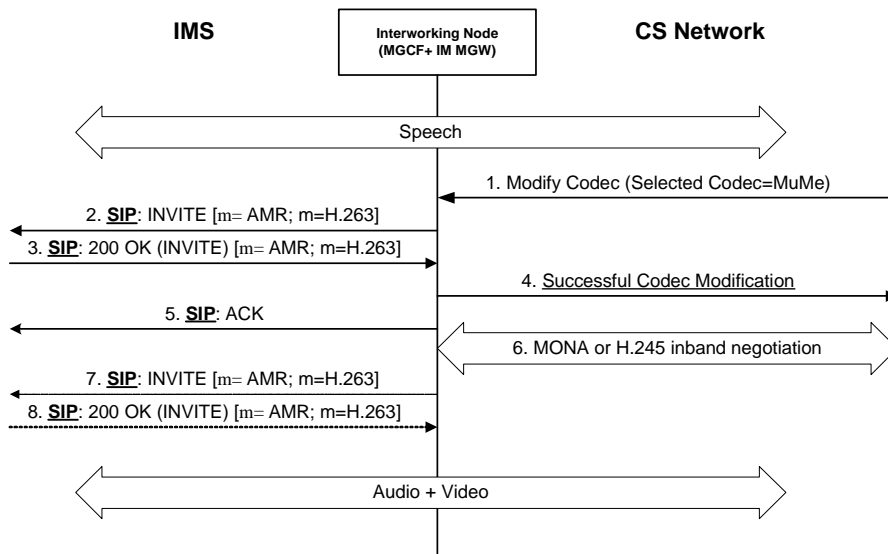 IMS
Interworking Node
(MGCF+ IM MGW)
CS Network
Speech
1. Modify Codec (Selected Codec=MuMe)
2. SIP: INVITE [m= AMR; m=H.263]
3. SIP: 200 OK (INVITE) [m= AMR; m=H.263]
4. Successful Codec Modification
5. SIP: ACK
6. MONA or H.245 inband negotiation
7. SIP: INVITE [m= AMR; m=H.263]
8. SIP: 200 OK (INVITE) [m= AMR; m=H.263]
Audio + Video